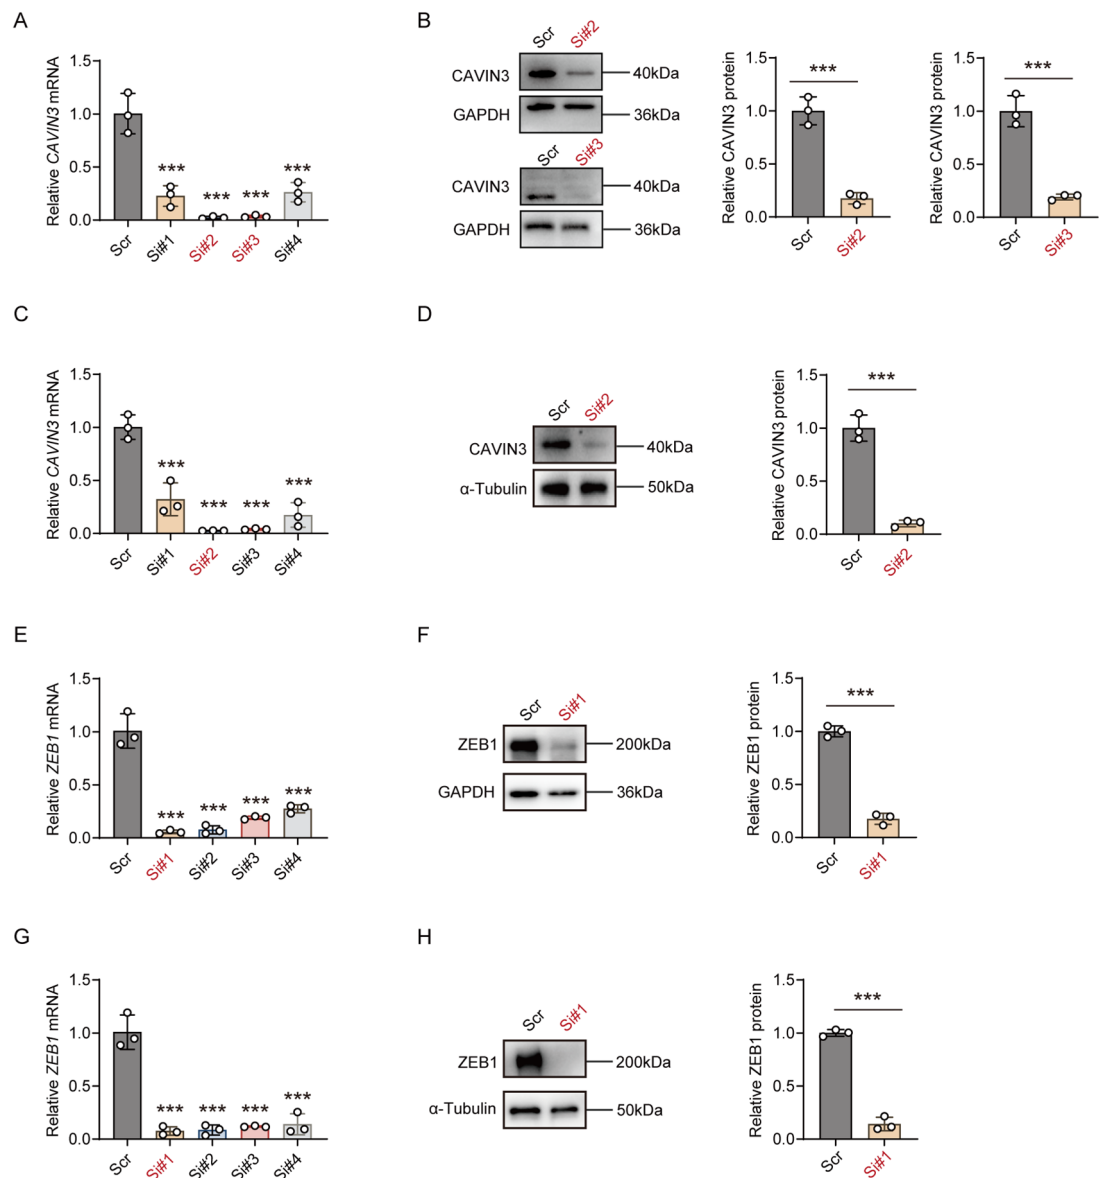 A
Relative CAVIN3 mRNA
1.5
1.0
0.5
0.0
***
***
***
***
Scr
Si#1
Si#2
Si#3
Si#4
B
Scr
Si#2
CAVIN3
40kDa
GAPDH
36kDa
Scr
Si#3
CAVIN3
40kDa
GAPDH
36kDa
Relative CAVIN3 protein
1.5
1.0
0.5
0.0
***
Scr
Si#2
Relative CAVIN3 protein
1.5
1.0
0.5
0.0
***
Scr
Si#3
C
Relative CAVIN3 mRNA
1.5
1.0
0.5
0.0
***
***
***
***
Scr
Si#1
Si#2
Si#3
Si#4
D
Scr
Si#2
CAVIN3
40kDa
α-Tubulin
50kDa
Relative CAVIN3 protein
1.5
1.0
0.5
0.0
***
Scr
Si#2
E
Relative ZEB1 mRNA
1.5
1.0
0.5
0.0
***
***
***
***
Scr
Si#1
Si#2
Si#3
Si#4
F
Scr
Si#1
ZEB1
200kDa
GAPDH
36kDa
Relative ZEB1 protein
1.5
1.0
0.5
0.0
***
Scr
Si#1
G
Relative ZEB1 mRNA
1.5
1.0
0.5
0.0
***
***
***
***
Scr
Si#1
Si#2
Si#3
Si#4
H
Scr
Si#1
ZEB1
200kDa
α-Tubulin
50kDa
Relative ZEB1 protein
1.5
1.0
0.5
0.0
***
Scr
Si#1